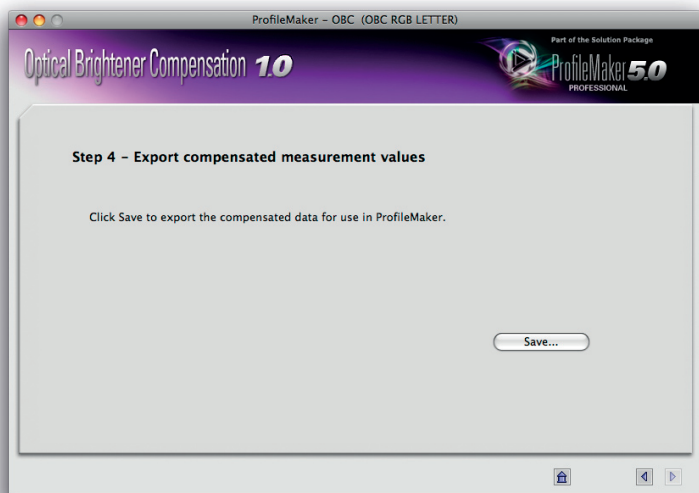 ProfileMaker – OBC (OBC RGB LETTER)
Optical Brightener Compensation 1.0
Part of the Solution Package
ProfileMaker 5.0
PROFESSIONAL
Step 4 – Export compensated measurement values
Click Save to export the compensated data for use in ProfileMaker.
Save...